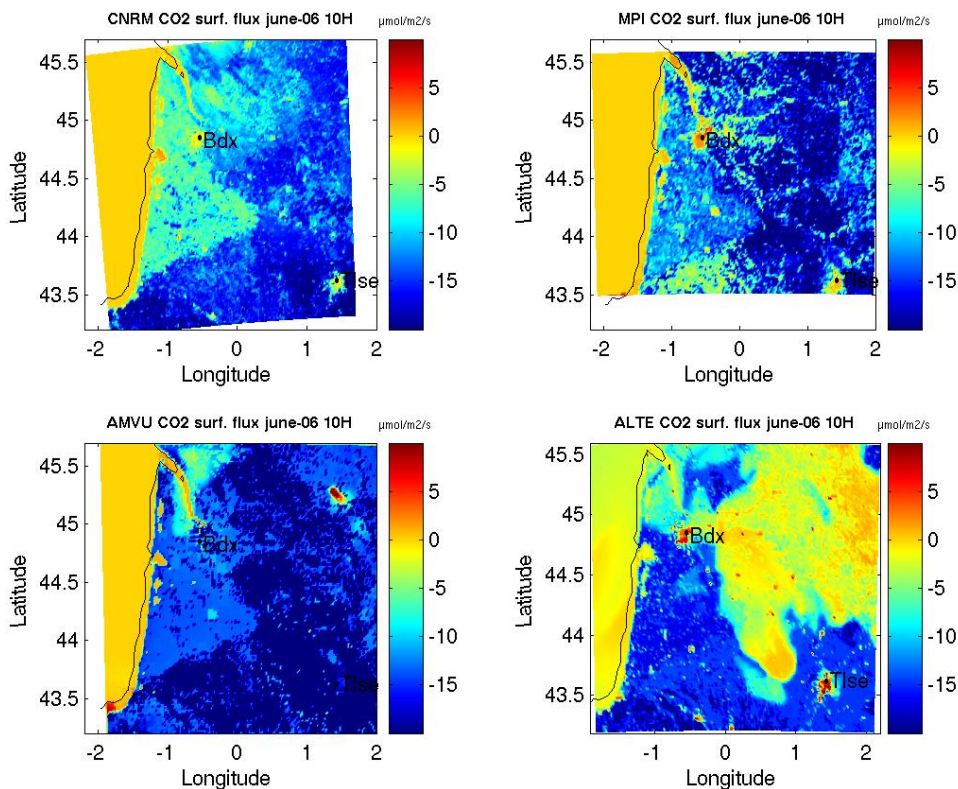 CNRM CO2 surf. flux june-06 10H
µmol/m2/s
45.5
45
44.5
44
43.5
Latitude
-2
-1
0
1
2
Longitude
5
0
-5
-10
-15
Bdx
Tlse
MPI CO2 surf. flux june-06 10H
µmol/m2/s
45.5
45
44.5
44
43.5
Latitude
-2
-1
0
1
2
Longitude
5
0
-5
-10
-15
Bdx
Tlse
AMVU CO2 surf. flux june-06 10H
µmol/m2/s
45.5
45
44.5
44
43.5
Latitude
-2
-1
0
1
2
Longitude
5
0
-5
-10
-15
Bdx
Tlse
ALTE CO2 surf. flux june-06 10H
µmol/m2/s
45.5
45
44.5
44
43.5
Latitude
-1
0
1
2
Longitude
5
0
-5
-10
-15
Bdx
Tlse